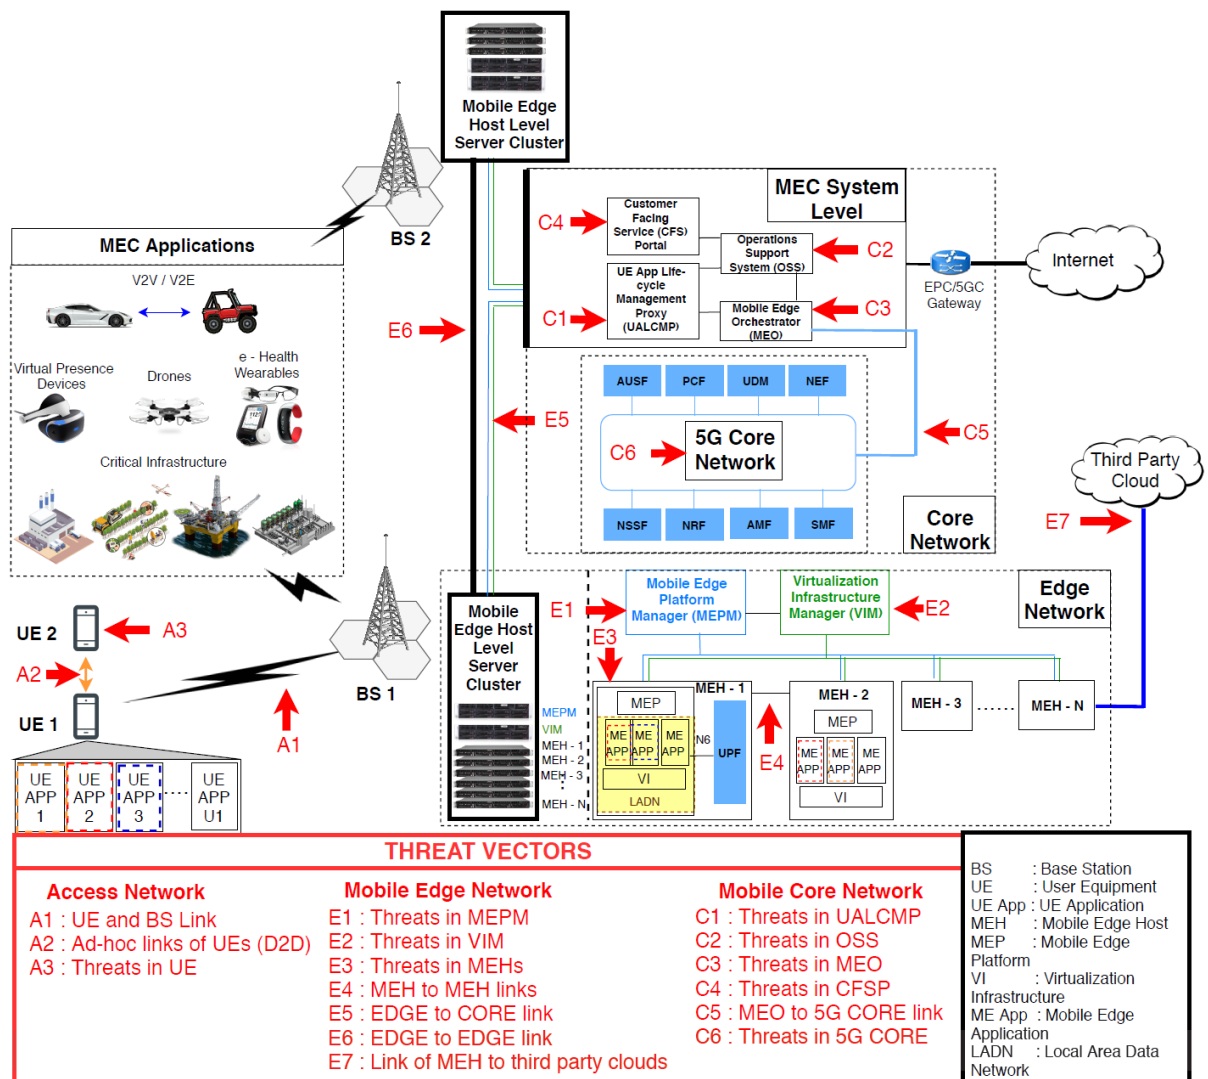 Mobile Edge
Host Level
Server Cluster
BS 2
MEC System
Level
C4
Customer
Facing
Service (CFS)
Portal
Operations
Support
System (OSS)
C2
UE App LIfe-
cycle
Management
Proxy
(UALCMP)
C1
Mobile Edge
Orchestrator
(MEO)
C3
EPC/5GC
Gateway
Internet
MEC Applications
V2V / V2E
Virtual Presence
Devices
Drones
e - Health
Wearables
Critical Infrastructure
E6
E5
AUSF
PCF
UDM
NEF
C6
5G Core
Network
C5
NSSF
NRF
AMF
SMF
Core
Network
Third Party
Cloud
E7
UE 2
A3
A2
UE 1
A1
BS 1
UE
APP
1
UE
APP
2
UE
APP
3
UE
APP
U1
Mobile
Edge Host
Level
Server
Cluster
MEPM
VIM
MEH - 1
MEH - 2
MEH - 3
MEH - N
E1
Mobile Edge
Platform
Manager (MEPM)
Virtualization
Infrastructure
Manager (VIM)
E2
Edge
Network
E3
MEH - 1
MEP
ME
APP
ME
APP
ME
APP
VI
LADN
N6
UPF
E4
MEH - 2
MEP
ME
APP
ME
APP
ME
APP
VI
MEH - 3
MEH - N
THREAT VECTORS
Access Network
A1 : UE and BS Link
A2 : Ad-hoc links of UEs (D2D)
A3 : Threats in UE
Mobile Edge Network
E1 : Threats in MEPM
E2 : Threats in VIM
E3 : Threats in MEHs
E4 : MEH to MEH links
E5 : EDGE to CORE link
E6 : EDGE to EDGE link
E7 : Link of MEH to third party clouds
Mobile Core Network
C1 : Threats in UALCMP
C2 : Threats in OSS
C3 : Threats in MEO
C4 : Threats in CFSP
C5 : MEO to 5G CORE link
C6 : Threats in 5G CORE
BS : Base Station
UE : User Equipment
UE App : UE Application
MEH : Mobile Edge Host
MEP : Mobile Edge
Platform
VI : Virtualization
Infrastructure
ME App : Mobile Edge
Application
LADN : Local Area Data
Network